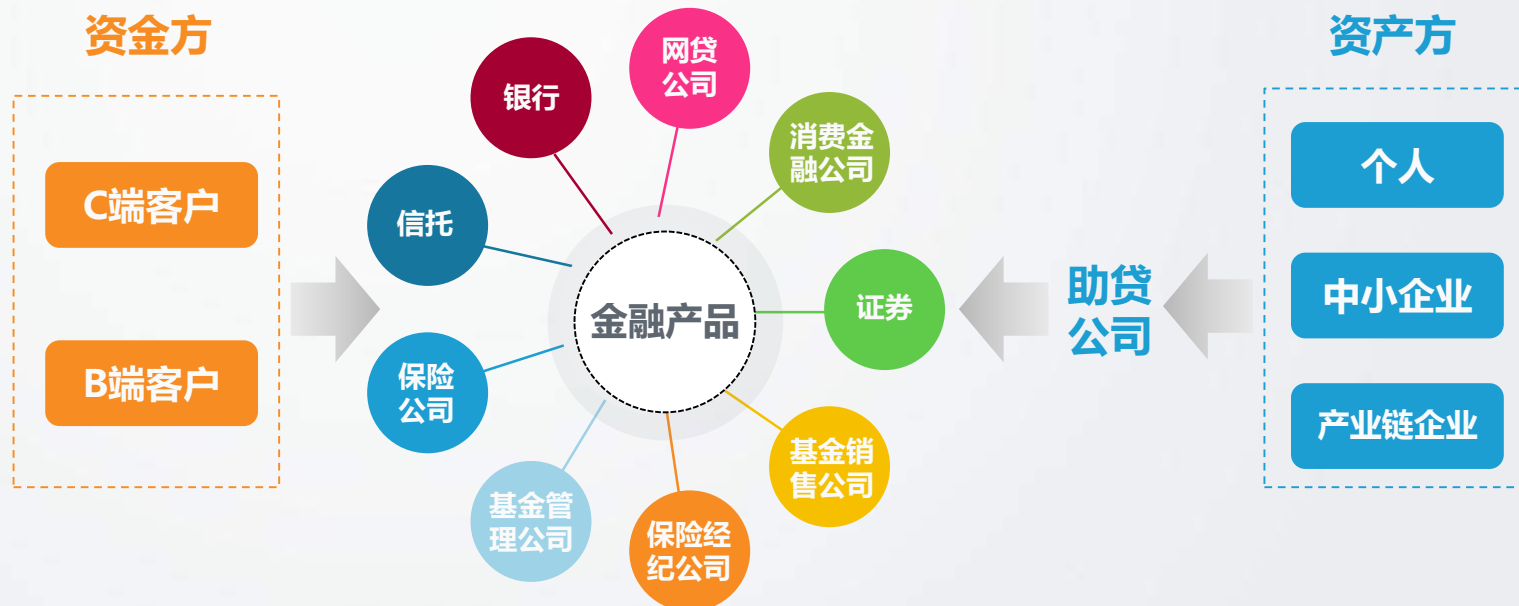 资金方
C端客户
B端客户
银行
网贷
公司
消费金
融公司
信托
证券
保险
公司
金融产品
基金销
售公司
基金管
理公司
保险经
纪公司
助贷
公司
资产方
个人
中小企业
产业链企业